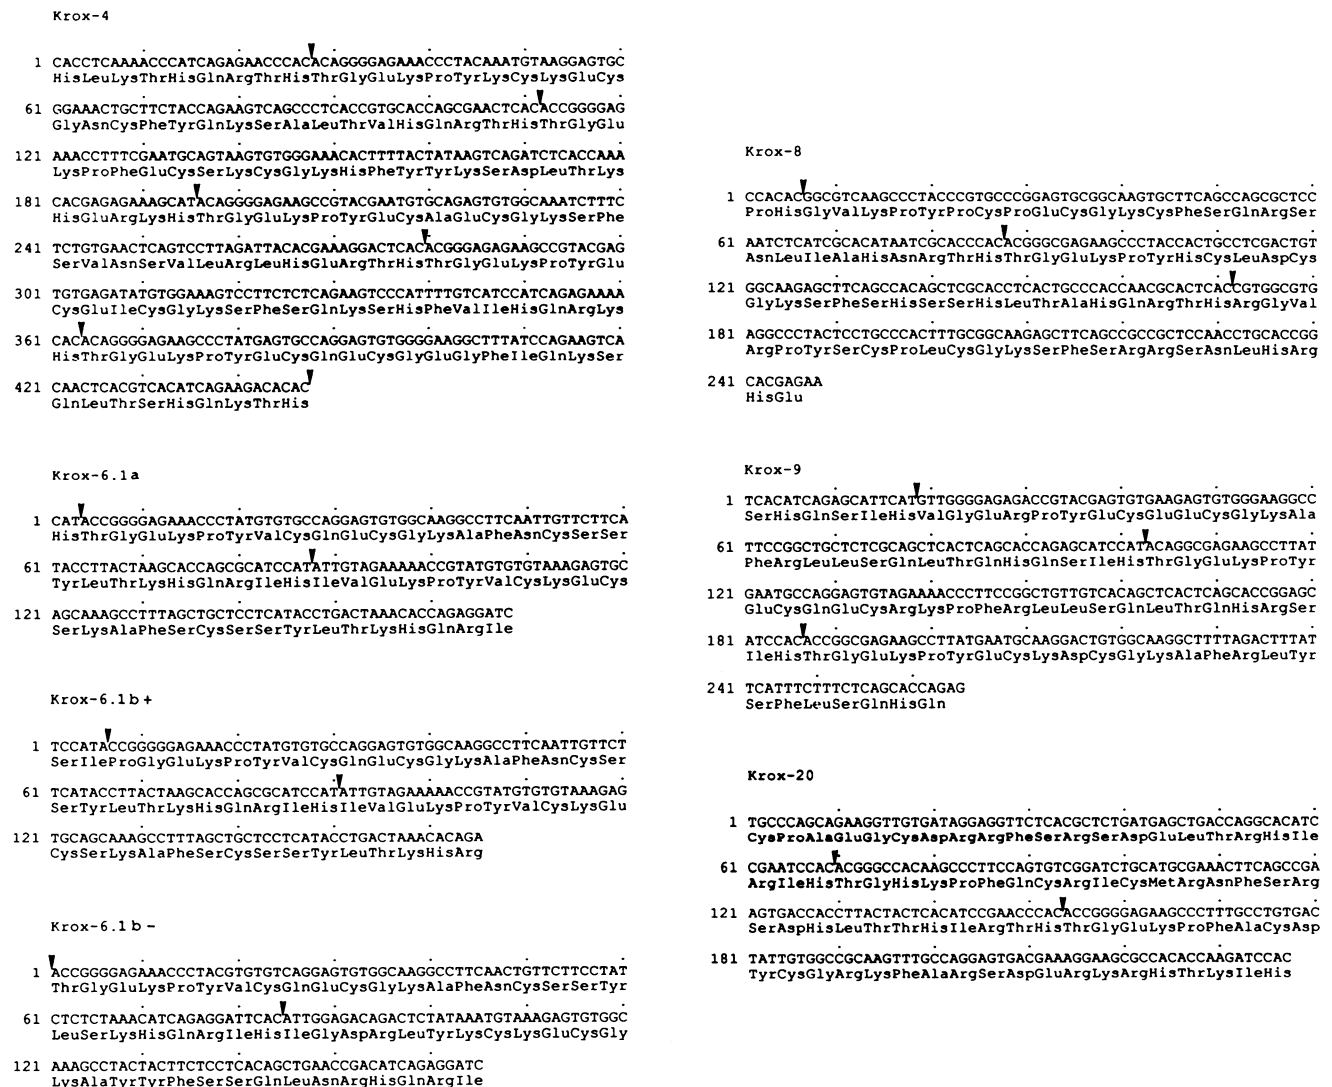 Krox-4
1 CACCTCAAAACCCATCAGAGAACCCACACAGGGGAGAAACCCTACAAATGTAAGGAGTGC
HisLeuLysThrHisGlnArgThrHisThrGlyGluLysProTyrLysCysLysGluCys
61 GGAAACTGCTTCTACCAGAAGTCAGCCCTCACCGTGCACCAGCGAACTCACACCGGGGAG
GlyAsnCysPheTyrGlnLysSerAlaLeuThrValHisGlnArgThrHisThrGlyGlu
121 AAACCTTTCGAATGCAGTAAGTGTGGGAAACACTTTTACTATAAGTCAGATCTCACCAAA
LysProPheGluCysSerLysCysGlyLysHisPheTyrTyrLysSerAspLeuThrLys
181 CACGAGAGAAAGCATACAGGGGAGAAGCCGTACGAATGTGCAGAGTGTGGCAAATCTTTC
HisGluArgLysHisThrGlyGluLysProTyrGluCysAlaGluCysGlyLysSerPhe
241 TCTGTGAACTCAGTCCTTAGATTACACGAAAGGACTCACACGGGAGAGAAGCCGTACGAG
SerValAsnSerValLeuArgLeuHisGluArgThrHisThrGlyGluLysProTyrGlu
301 TGTGAGATATGTGGAAAGTCCTTCTCTCAGAAGTCCCATTTTGTCATCCATCAGAGAAAA
CysGluIleCysGlyLysSerPheSerGlnLysSerHisPheValIleHisGlnArgLys
361 CACACAGGGGAGAAGCCCTATGAGTGCCAGGAGTGTGGGGAAGGCTTTATCCAGAAGTCA
HisThrGlyGluLysProTyrGluCysGlnGluCysGlyGluGlyPheIleGlnLysSer
421 CAACTCACGTCACATCAGAAGACACAC
GlnLeuThrSerHisGlnLysThrHis
Krox-6.1a
1 CATACCGGGGAGAAACCCTATGTGTGCCAGGAGTGTGGCAAGGCCTTCAATTGTTCTTCA
HisThrGlyGluLysProTyrValCysGlnGluCysGlyLysAlaPheAsnCysSerSer
61 TACCTTACTAAGCACCAGCGCATCCATATTGTAGAAAAACCGTATGTGTGTAAAGAGTGC
TyrLeuThrLysHisGlnArgIleHisIleValGluLysProTyrValCysLysGluCys
121 AGCAAAGCCTTTAGCTGCTCCTCATACCTGACTAAACACCAGAGGATC
SerLysAlaPheSerCysSerSerTyrLeuThrLysHisGlnArgIle
Krox-6.1b+
1 TCCATACCGGGGGAGAAACCCTATGTGTGCCAGGAGTGTGGCAAGGCCTTCAATTGTTCT
SerIleProGlyGluLysProTyrValCysGlnGluCysGlyLysAlaPheAsnCysSer
61 TCATACCTTACTAAGCACCAGCGCATCCATATTGTAGAAAAACCGTATGTGTGTAAAGAG
SerTyrLeuThrLysHisGlnArgIleHisIleValGluLysProTyrValCysLysGlu
121 TGCAGCAAAGCCTTTAGCTGCTCCTCATACCTGACTAAACACAGA
CysSerLysAlaPheSerCysSerSerTyrLeuThrLysHisArg
Krox-6.1b-
1 ACCGGGGAGAAACCCTACGTGTGTCAGGAGTGTGGCAAGGCCTTCAACTGTTCTTCCTAT
ThrGlyGluLysProTyrValCysGlnGluCysGlyLysAlaPheAsnCysSerSerTyr
61 CTCTCTAAACATCAGAGGATTCACATTGGAGACAGACTCTATAAATGTAAAGAGTGTGGC
LeuSerLysHisGlnArgIleHisIleGlyAspArgLeuTyrLysCysLysGluCysGly
121 AAAGCCTACTACTTCTCCTCACAGCTGAACCGACATCAGAGGATC
LysAlaTyrTyrPheSerSerGlnLeuAsnArgHisGlnArgIle
Krox-8
1 CCACACGGCGTCAAGCCCTACCCGTGCCCGGAGTGCGGCAAGTGCTTCAGCCAGCGCTCC
ProHisGlyValLysProTyrProCysProGluCysGlyLysCysPheSerGlnArgSer
61 AATCTCATCGCACATAATCGCACCCACACGGGCGAGAAGCCCTACCACTGCCTCGACTGT
AsnLeuIleAlaHisAsnArgThrHisThrGlyGluLysProTyrHisCysLeuAspCys
121 GGCAAGAGCTTCAGCCACAGCTCGCACCTCACTGCCCACCAACGCACTCACCGTGGCGTG
GlyLysSerPheSerHisSerSerHisLeuThrAlaHisGlnArgThrHisArgGlyVal
181 AGGCCCTACTCCTGCCCACTTTGCGGCAAGAGCTTCAGCCGCCGCTCCAACCTGCACCGG
ArgProTyrSerCysProLeuCysGlyLysSerPheSerArgArgSerAsnLeuHisArg
241 CACGAGAA
HisGlu
Krox-9
1 TCACATCAGAGCATTCATGTTGGGGAGAGACCGTACGAGTGTGAAGAGTGTGGGAAGGCC
SerHisGlnSerIleHisValGlyGluArgProTyrGluCysGluGluCysGlyLysAla
61 TTCCGGCTGCTCTCGCAGCTCACTCAGCACCAGAGCATCCATACAGGCGAGAAGCCTTAT
PheArgLeuLeuSerGlnLeuThrGlnHisGlnSerIleHisThrGlyGluLysProTyr
121 GAATGCCAGGAGTGTAGAAAACCCTTCCGGCTGTTGTCACAGCTCACTCAGCACCGGAGC
GluCysGlnGluCysArgLysProPheArgLeuLeuSerGlnLeuThrGlnHisArgSer
181 ATCCACACCGGCGAGAAGCCTTATGAATGCAAGGACTGTGGCAAGGCTTTTAGACTTTAT
IleHisThrGlyGluLysProTyrGluCysLysAspCysGlyLysAlaPheArgLeuTyr
241 TCATTTCTTTCTCAGCACCAGAG
SerPheLeuSerGlnHisGln
Krox-20
1 TGCCCAGCAGAAGGTTGTGATAGGAGGTTCTCACGCTCTGATGAGCTGACCAGGCACATC
CysProAlaGluGlyCysAspArgArgPheSerArgSerAspGluLeuThrArgHisIle
61 CGAATCCACACGGGCCACAAGCCCTTCCAGTGTCGGATCTGCATGCGAAACTTCAGCCGA
ArgIleHisThrGlyHisLysProPheGlnCysArgIleCysMetArgAsnPheSerArg
121 AGTGACCACCTTACTACTCACATCCGAACCCACACCGGGGAGAAGCCCTTTGCCTGTGAC
SerAspHisLeuThrThrHisIleArgThrHisThrGlyGluLysProPheAlaCysAsp
181 TATTGTGGCCGCAAGTTTGCCAGGAGTGACGAAAGGAAGCGCCACACCAAGATCCAC
TyrCysGlyArgLysPheAlaArgSerAspGluArgLysArgHisThrLysIleHis